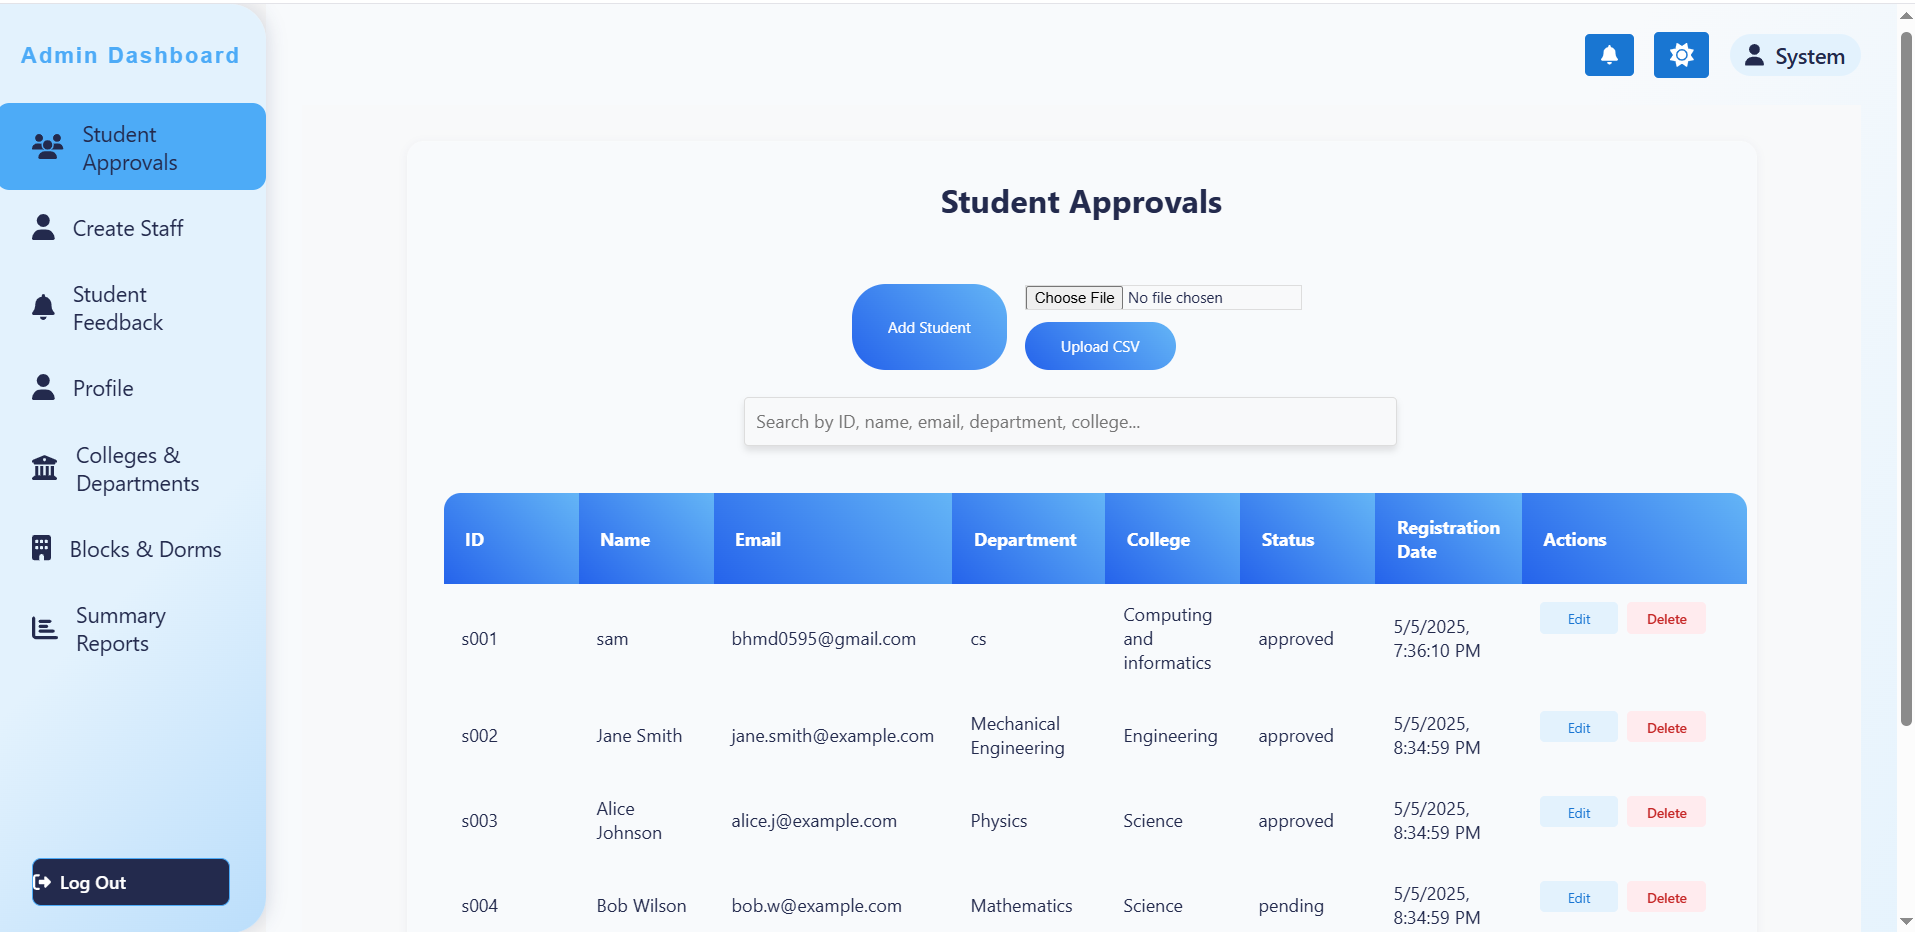 Admin Dashboard
Student
Approvals
Create Staff
Student
Feedback
Profile
Colleges &
Departments
Blocks & Dorms
Summary
Reports
Log Out
System
Student Approvals
Add Student
Choose File No file chosen
Upload CSV
Search by ID, name, email, department, college...
ID Name Email Department College Status Registration Date Actions
s001 sam bhmd0595@gmail.com cs Computing and informatics approved 5/5/2025, 7:36:10 PM Edit Delete
s002 Jane Smith jane.smith@example.com Mechanical Engineering Engineering approved 5/5/2025, 8:34:59 PM Edit Delete
s003 Alice Johnson alice.j@example.com Physics Science approved 5/5/2025, 8:34:59 PM Edit Delete
s004 Bob Wilson bob.w@example.com Mathematics Science pending 5/5/2025, 8:34:59 PM Edit Delete